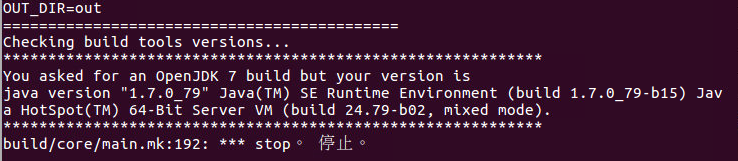 OUT_DIR=out
============================================
Checking build tools versions...
************************************************************
You asked for an OpenJDK 7 build but your version is
java version "1.7.0_79" Java(TM) SE Runtime Environment (build 1.7.0_79-b15) Jav
a HotSpot(TM) 64-Bit Server VM (build 24.79-b02, mixed mode).
************************************************************
build/core/main.mk:192: *** stop。 停止。